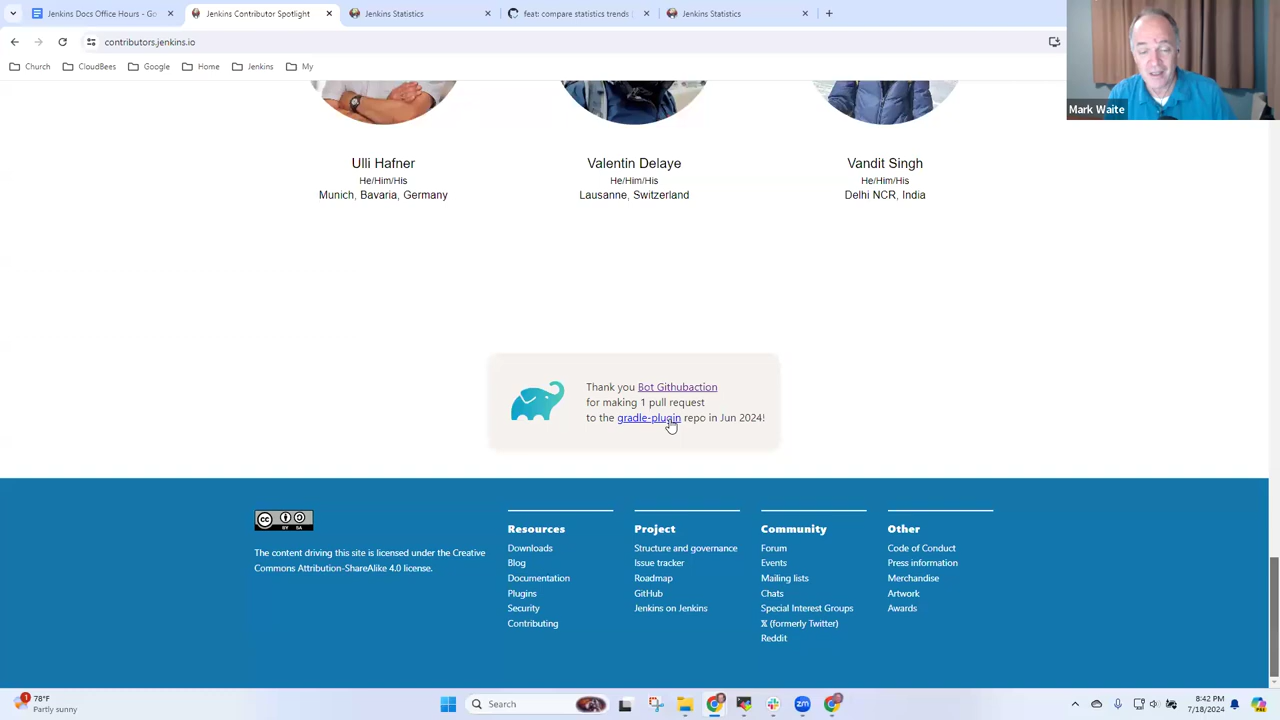 Jenkins Docs Office Hours - Go
Jenkins Contributor Spotlight
Jenkins Statistics
feat: compare statistics trends
Jenkins Statistics
contributors.jenkins.io
Church
CloudBees
Google
Home
Jenkins
My
Mark Waite
Ulli Hafner
He/Him/His
Munich, Bavaria, Germany
Valentin Delaye
He/Him/His
Lausanne, Switzerland
Vandit Singh
He/Him/His
Delhi NCR, India
Thank you Bot Githubaction
for making 1 pull request
to the gradle-plugin repo in Jun 2024!
CC BY SA
The content driving this site is licensed under the Creative
Commons Attribution-ShareAlike 4.0 license.
Resources
Downloads
Blog
Documentation
Plugins
Security
Contributing
Project
Structure and governance
Issue tracker
Roadmap
GitHub
Jenkins on Jenkins
Community
Forum
Events
Mailing lists
Chats
Special Interest Groups
𝕏 (formerly Twitter)
Reddit
Other
Code of Conduct
Press information
Merchandise
Artwork
Awards
1
78°F
Partly sunny
Search
zm
8:42 PM
7/18/2024